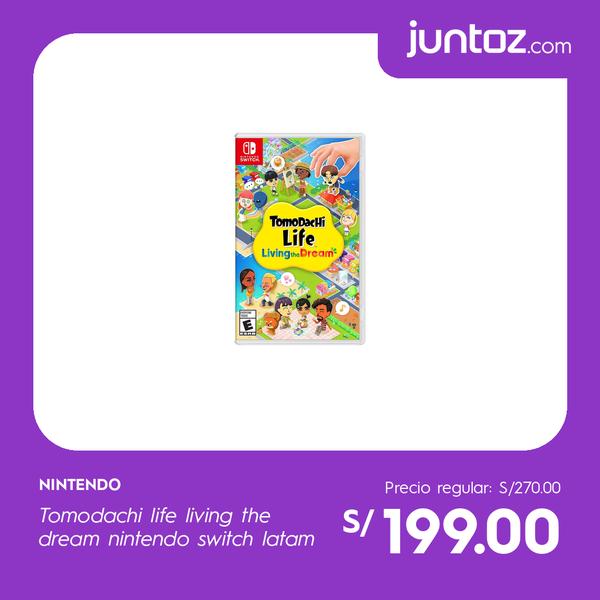 juntoz.com
NINTENDO
SWITCH
TOMODACHI
Life
Living the Dream
E
NINTENDO
Tomodachi life living the
dream nintendo switch latam
Precio regular: S/270.00
S/ 199.00